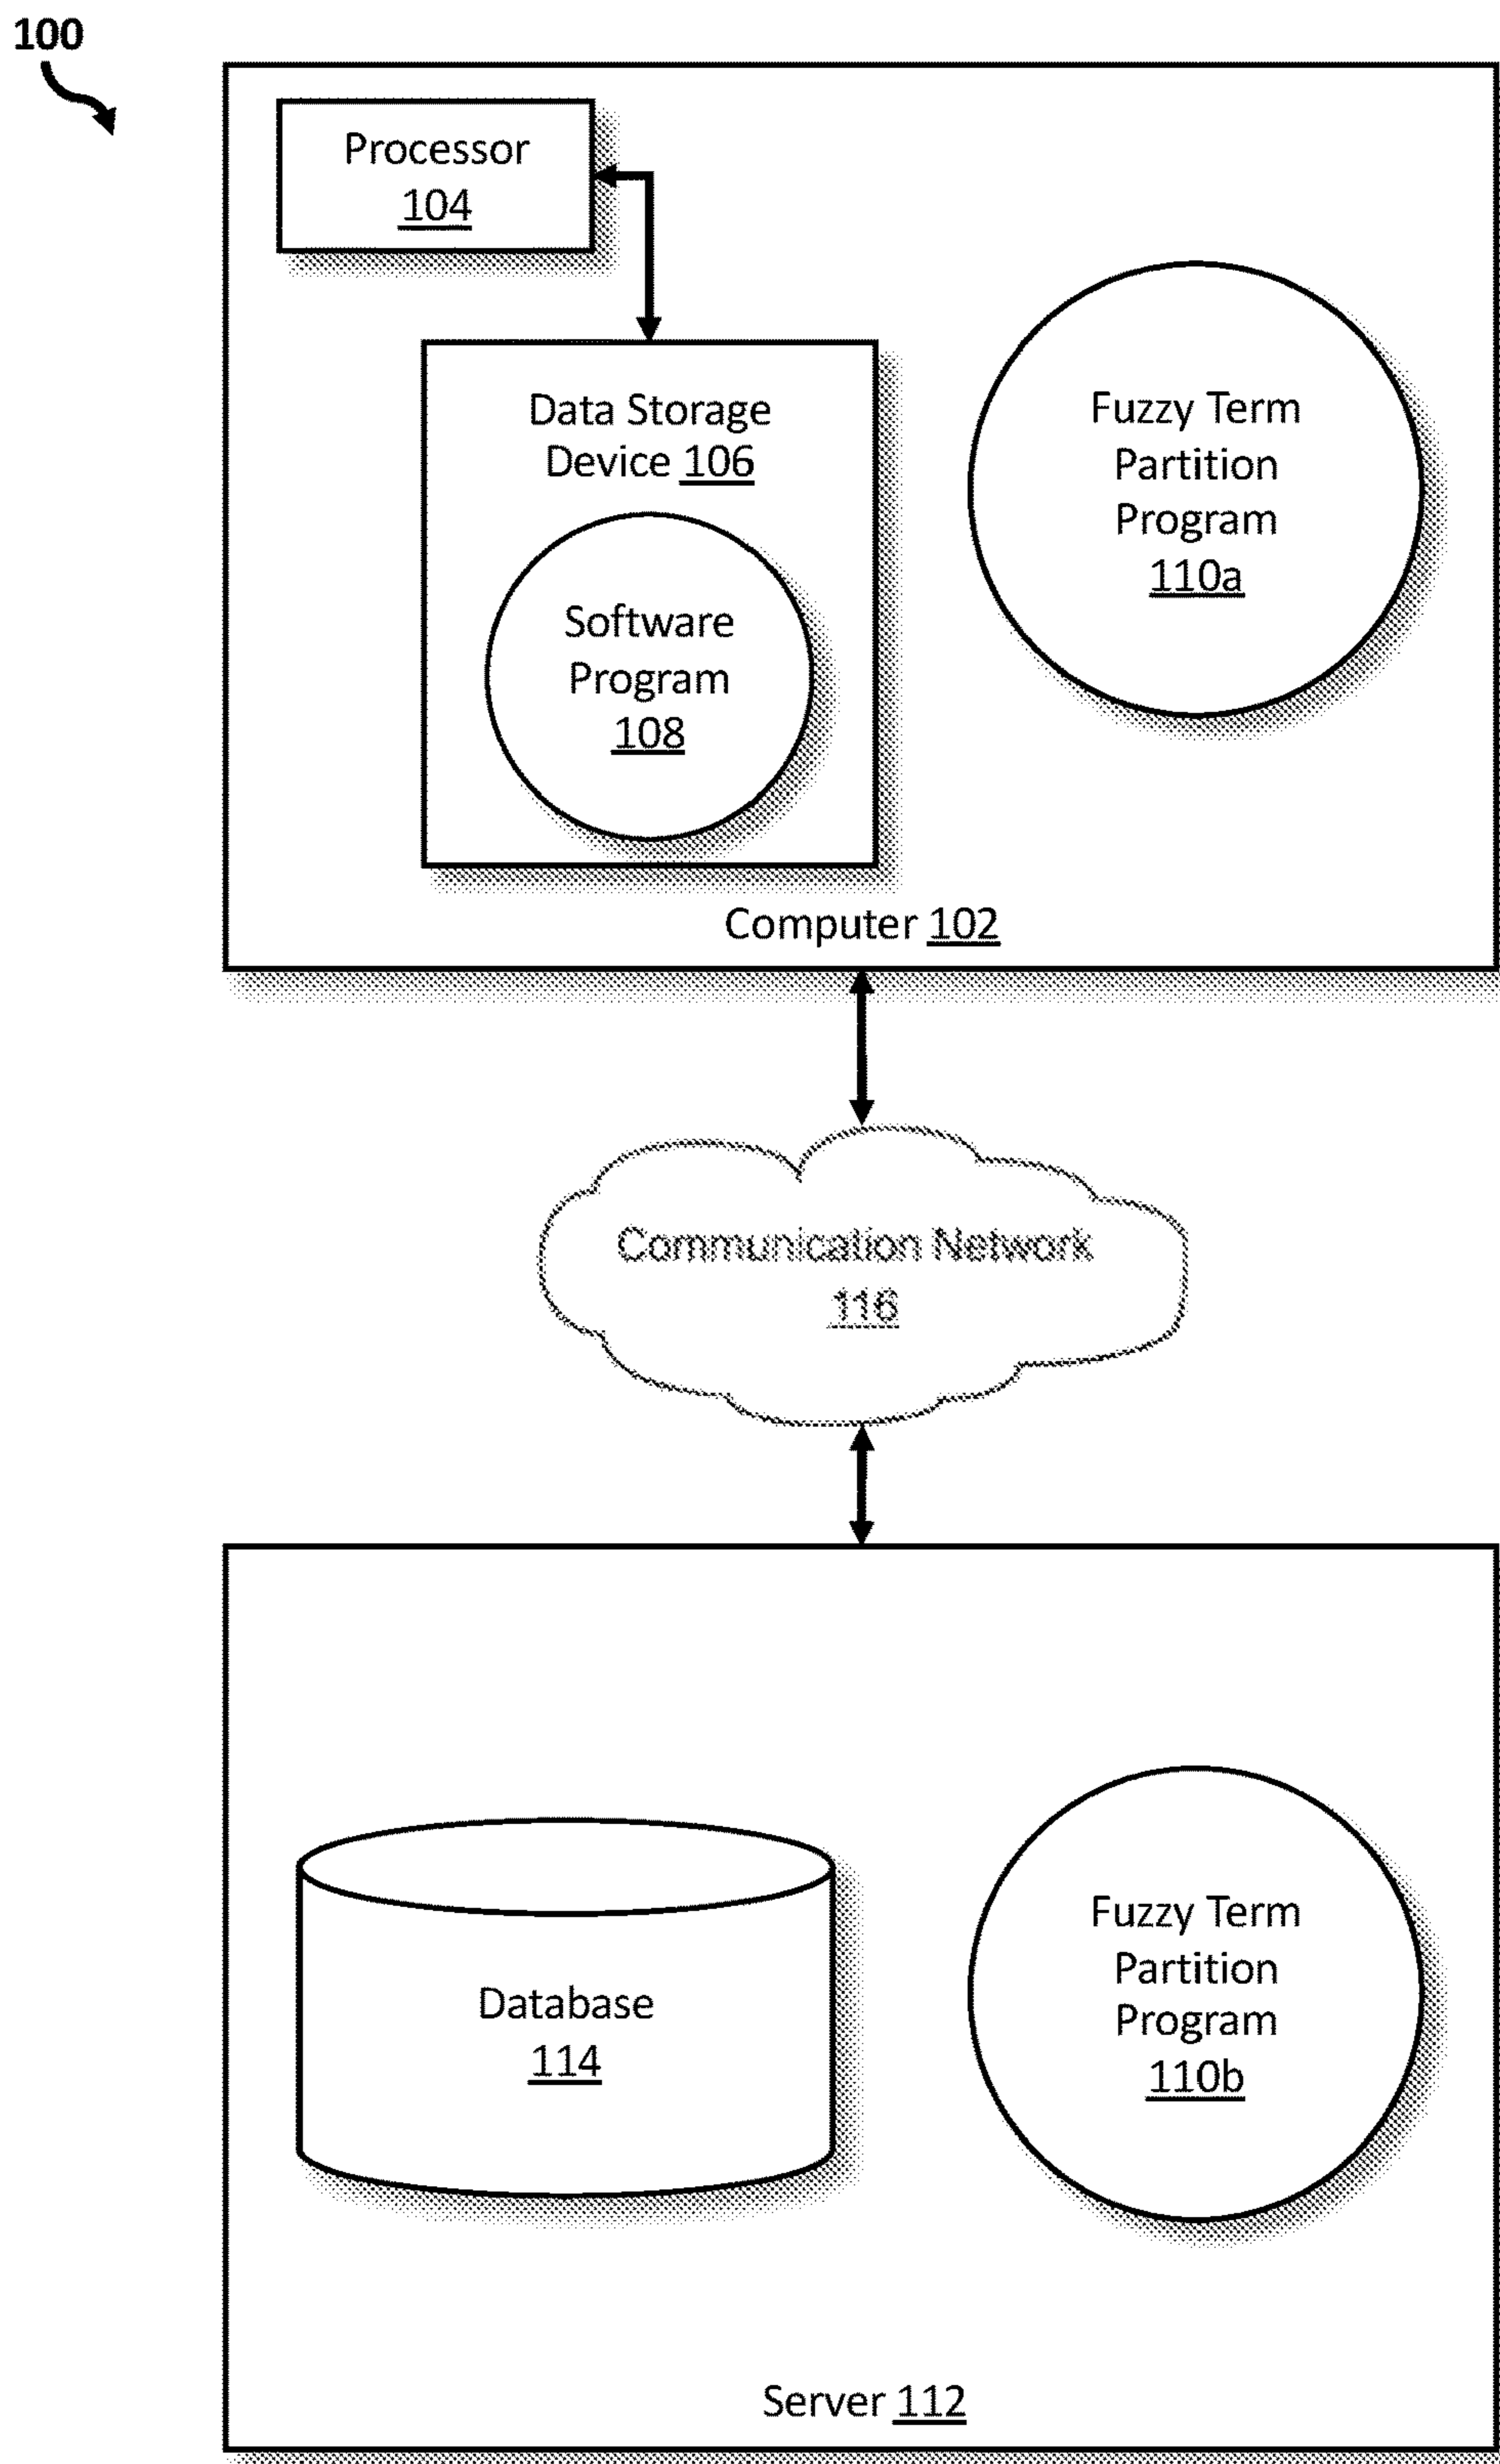 100
Processor
104
Data Storage
Device 106
Software
Program
108
Fuzzy Term
Partition
Program
110a
Computer 102
Communication Network
116
Database
114
Fuzzy Term
Partition
Program
110b
Server 112